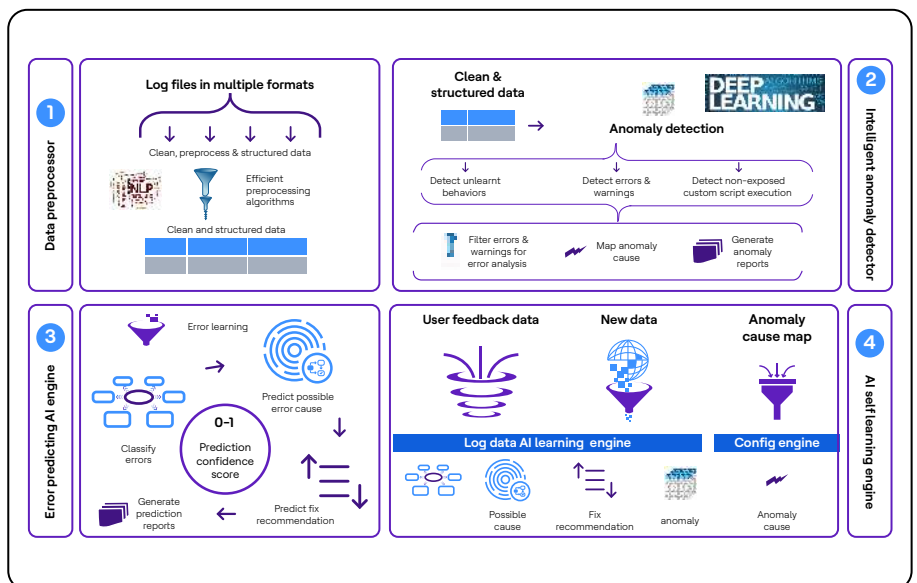 1
Data preprocessor
Log files in multiple formats
Clean, preprocess & structured data
NLP
Efficient
preprocessing
algorithms
Clean and structured data
Clean &
structured data
DEEP
LEARNING
ALGORITHMS
Anomaly detection
Detect unlearnt
behaviors
Detect errors &
warnings
Detect non-exposed
custom script execution
Filter errors &
warnings for
error analysis
Map anomaly
cause
Generate
anomaly
reports
2
Intelligent anomaly detector
3
Error predicting AI engine
Error learning
Predict possible
error cause
Classify
errors
0-1
Prediction
confidence
score
Generate
prediction
reports
Predict fix
recommendation
User feedback data
New data
Anomaly
cause map
Log data AI learning engine
Config engine
Possible
cause
Fix
recommendation
anomaly
Anomaly
cause
4
AI self learning engine